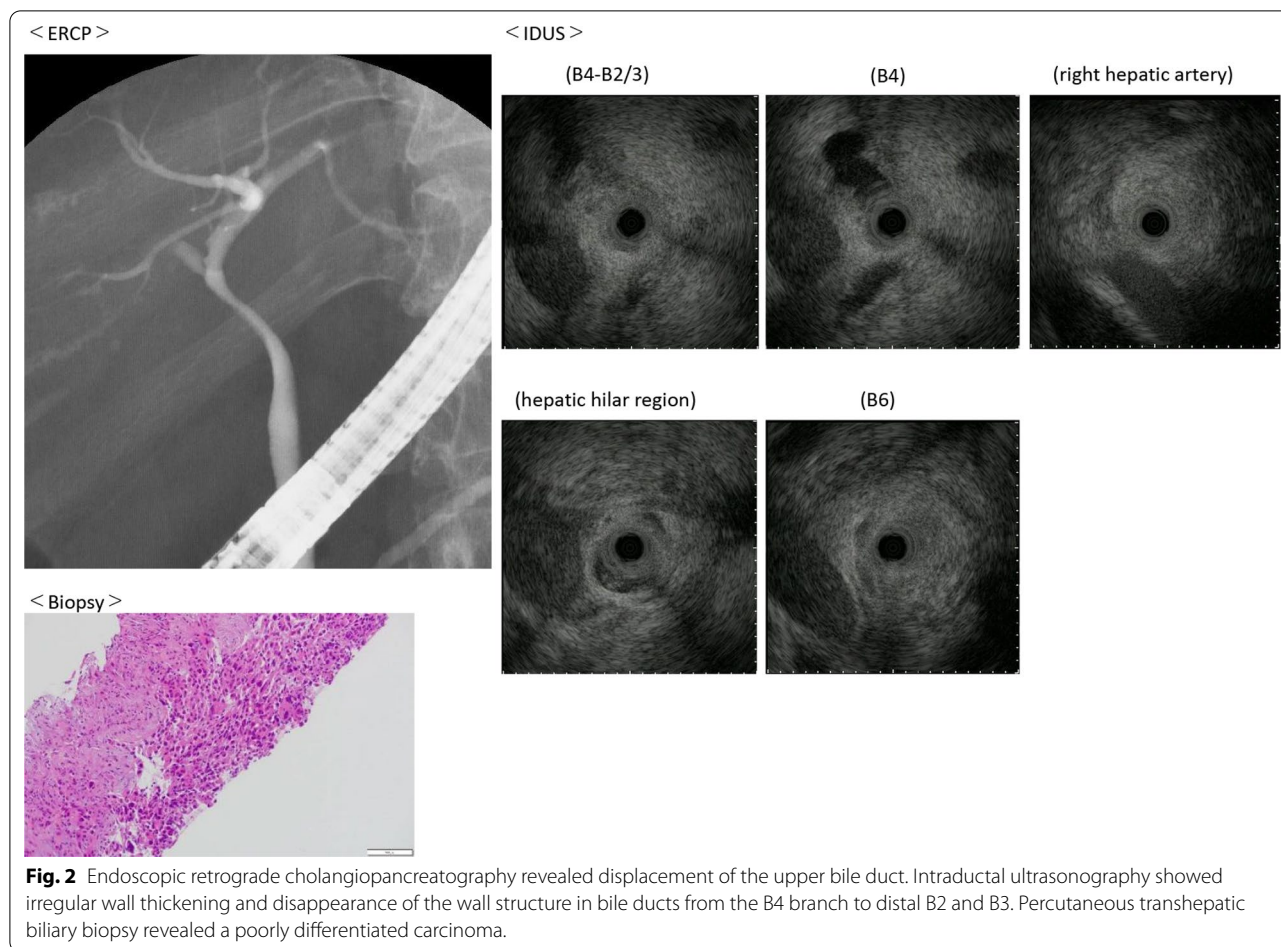 ＜ERCP＞
＜IDUS＞
(B4-B2/3)
(B4)
(right hepatic artery)
(hepatic hilar region)
(B6)
＜Biopsy＞
Fig. 2 Endoscopic retrograde cholangiopancreatography revealed displacement of the upper bile duct. Intraductal ultrasonography showed
irregular wall thickening and disappearance of the wall structure in bile ducts from the B4 branch to distal B2 and B3. Percutaneous transhepatic
biliary biopsy revealed a poorly differentiated carcinoma.